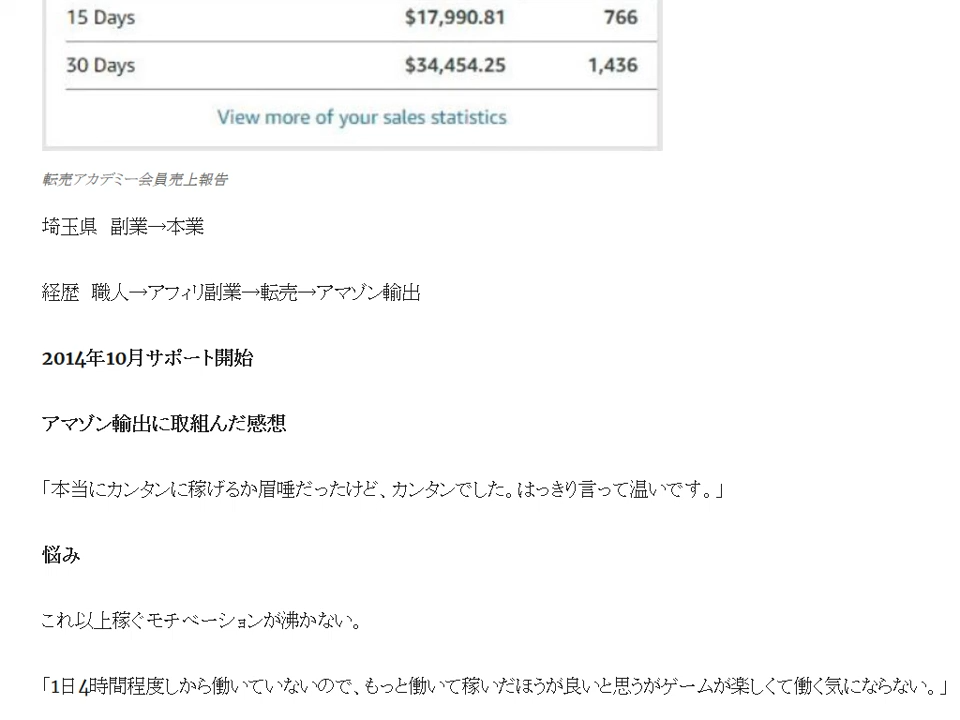 15 Days $17,990.81 766
30 Days $34,454.25 1,436
View more of your sales statistics
転売アカデミー会員売上報告
埼玉県　副業→本業
経歴　職人→アフィリ副業→転売→アマゾン輸出
2014年10月サポート開始
アマゾン輸出に取組んだ感想
「本当にカンタンに稼げるか眉唾だったけど、カンタンでした。はっきり言って温いです。」
悩み
これ以上稼ぐモチベーションが沸かない。
「1日4時間程度しから働いていないので、もっと働いて稼いだほうが良いと思うがゲームが楽しくて働く気にならない。」